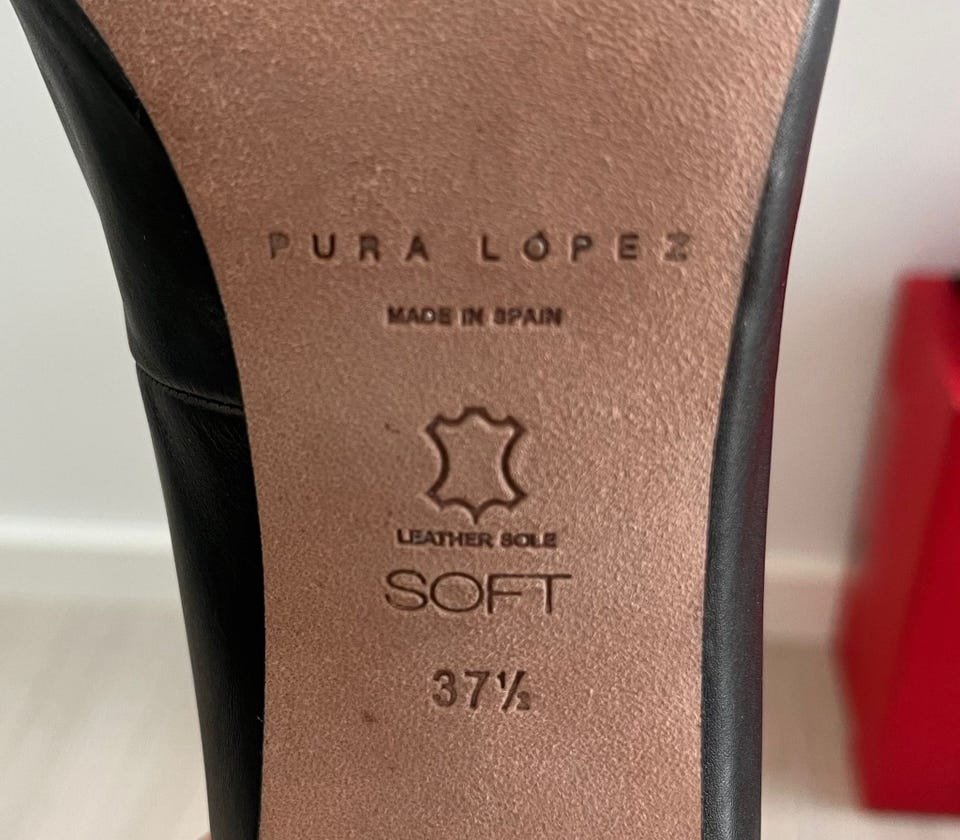 PURA LÓPEZ
MADE IN SPAIN
LEATHER SOLE
SOFT
37½